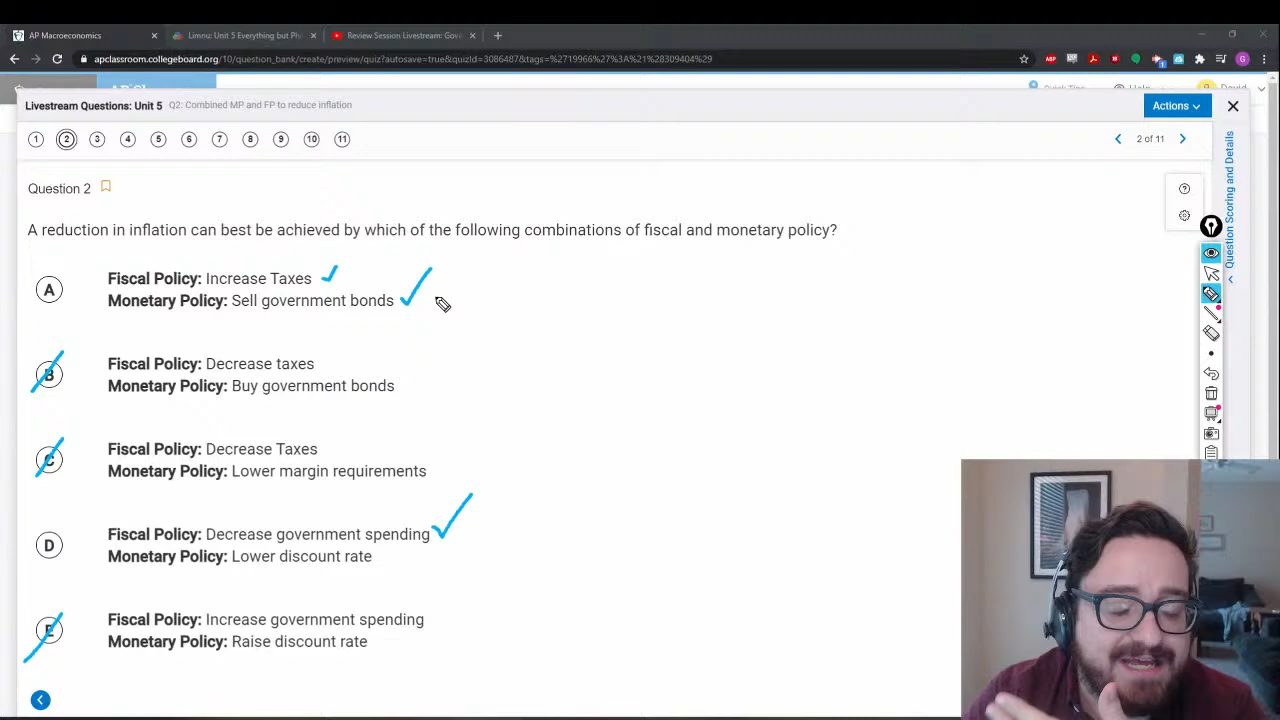 AP Macroeconomics
Limnu: Unit 5 Everything but Ph
Review Session Livestream: Gov
apclassroom.collegeboard.org/10/question_bank/create/preview/quiz?autosave=true&quizId=3086487&tags=%2719966%27%3A%1%28309404%29
Livestream Questions: Unit 5 Q2: Combined MP and FP to reduce inflation
Actions
1 2 3 4 5 6 7 8 9 10 11
2 of 11
Question Scoring and Details
Question 2
A reduction in inflation can best be achieved by which of the following combinations of fiscal and monetary policy?
A
Fiscal Policy: Increase Taxes
Monetary Policy: Sell government bonds
B
Fiscal Policy: Decrease taxes
Monetary Policy: Buy government bonds
C
Fiscal Policy: Decrease Taxes
Monetary Policy: Lower margin requirements
D
Fiscal Policy: Decrease government spending
Monetary Policy: Lower discount rate
E
Fiscal Policy: Increase government spending
Monetary Policy: Raise discount rate